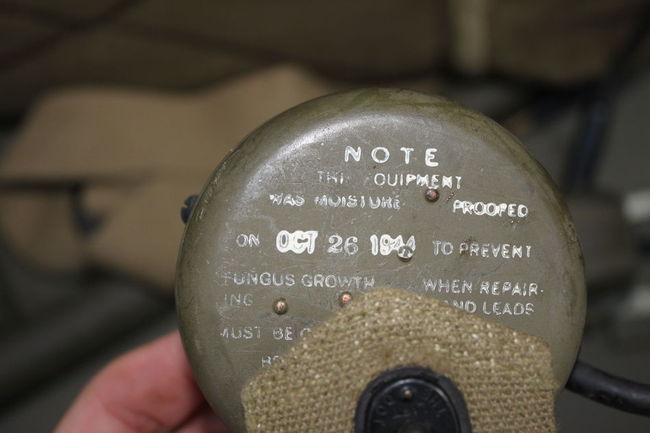 NOTE
THI EQUIPMENT
WAS MOISTURE PROOFED
ON OCT 26 1944 TO PREVENT
FUNGUS GROWTH WHEN REPAIR-
ING AND LEADS
MUST BE